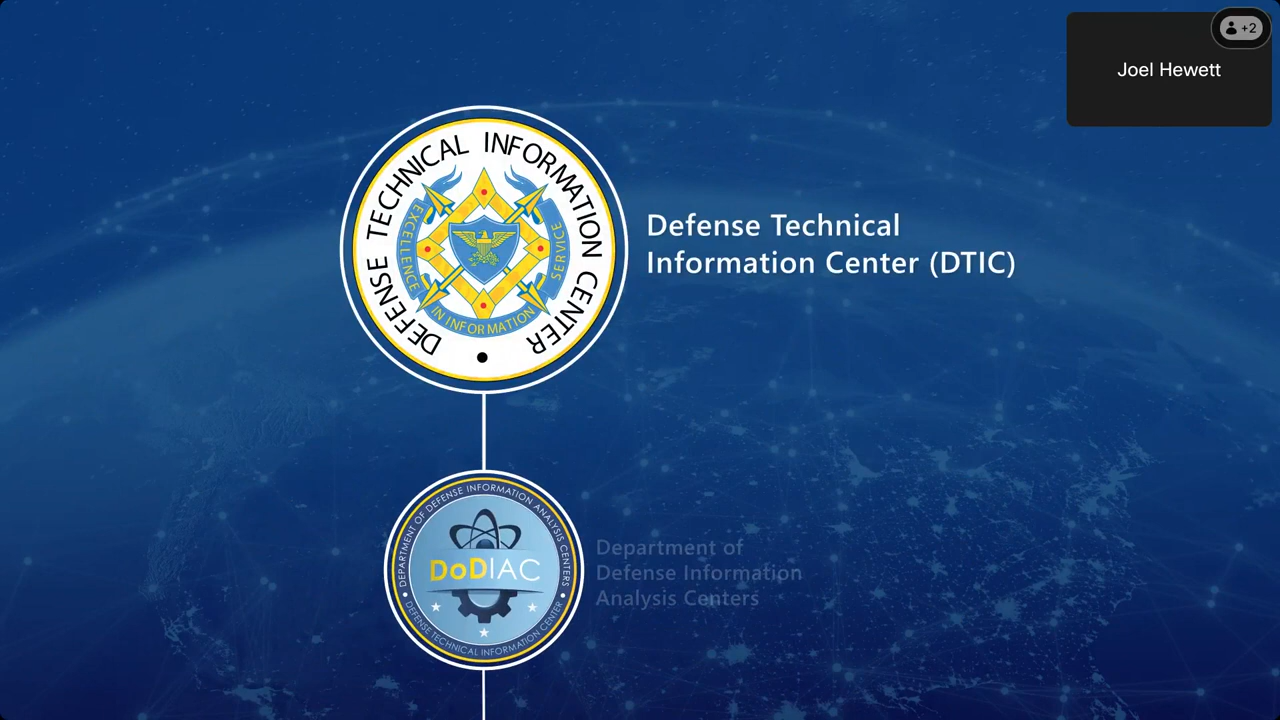 +2
Joel Hewett
DEFENSE TECHNICAL INFORMATION CENTER
EXCELLENCE
IN INFORMATION
SERVICE
Defense Technical
Information Center (DTIC)
DEPARTMENT OF DEFENSE INFORMATION ANALYSIS CENTERS
DoDIAC
DEFENSE TECHNICAL INFORMATION CENTER
Department of
Defense Information
Analysis Centers